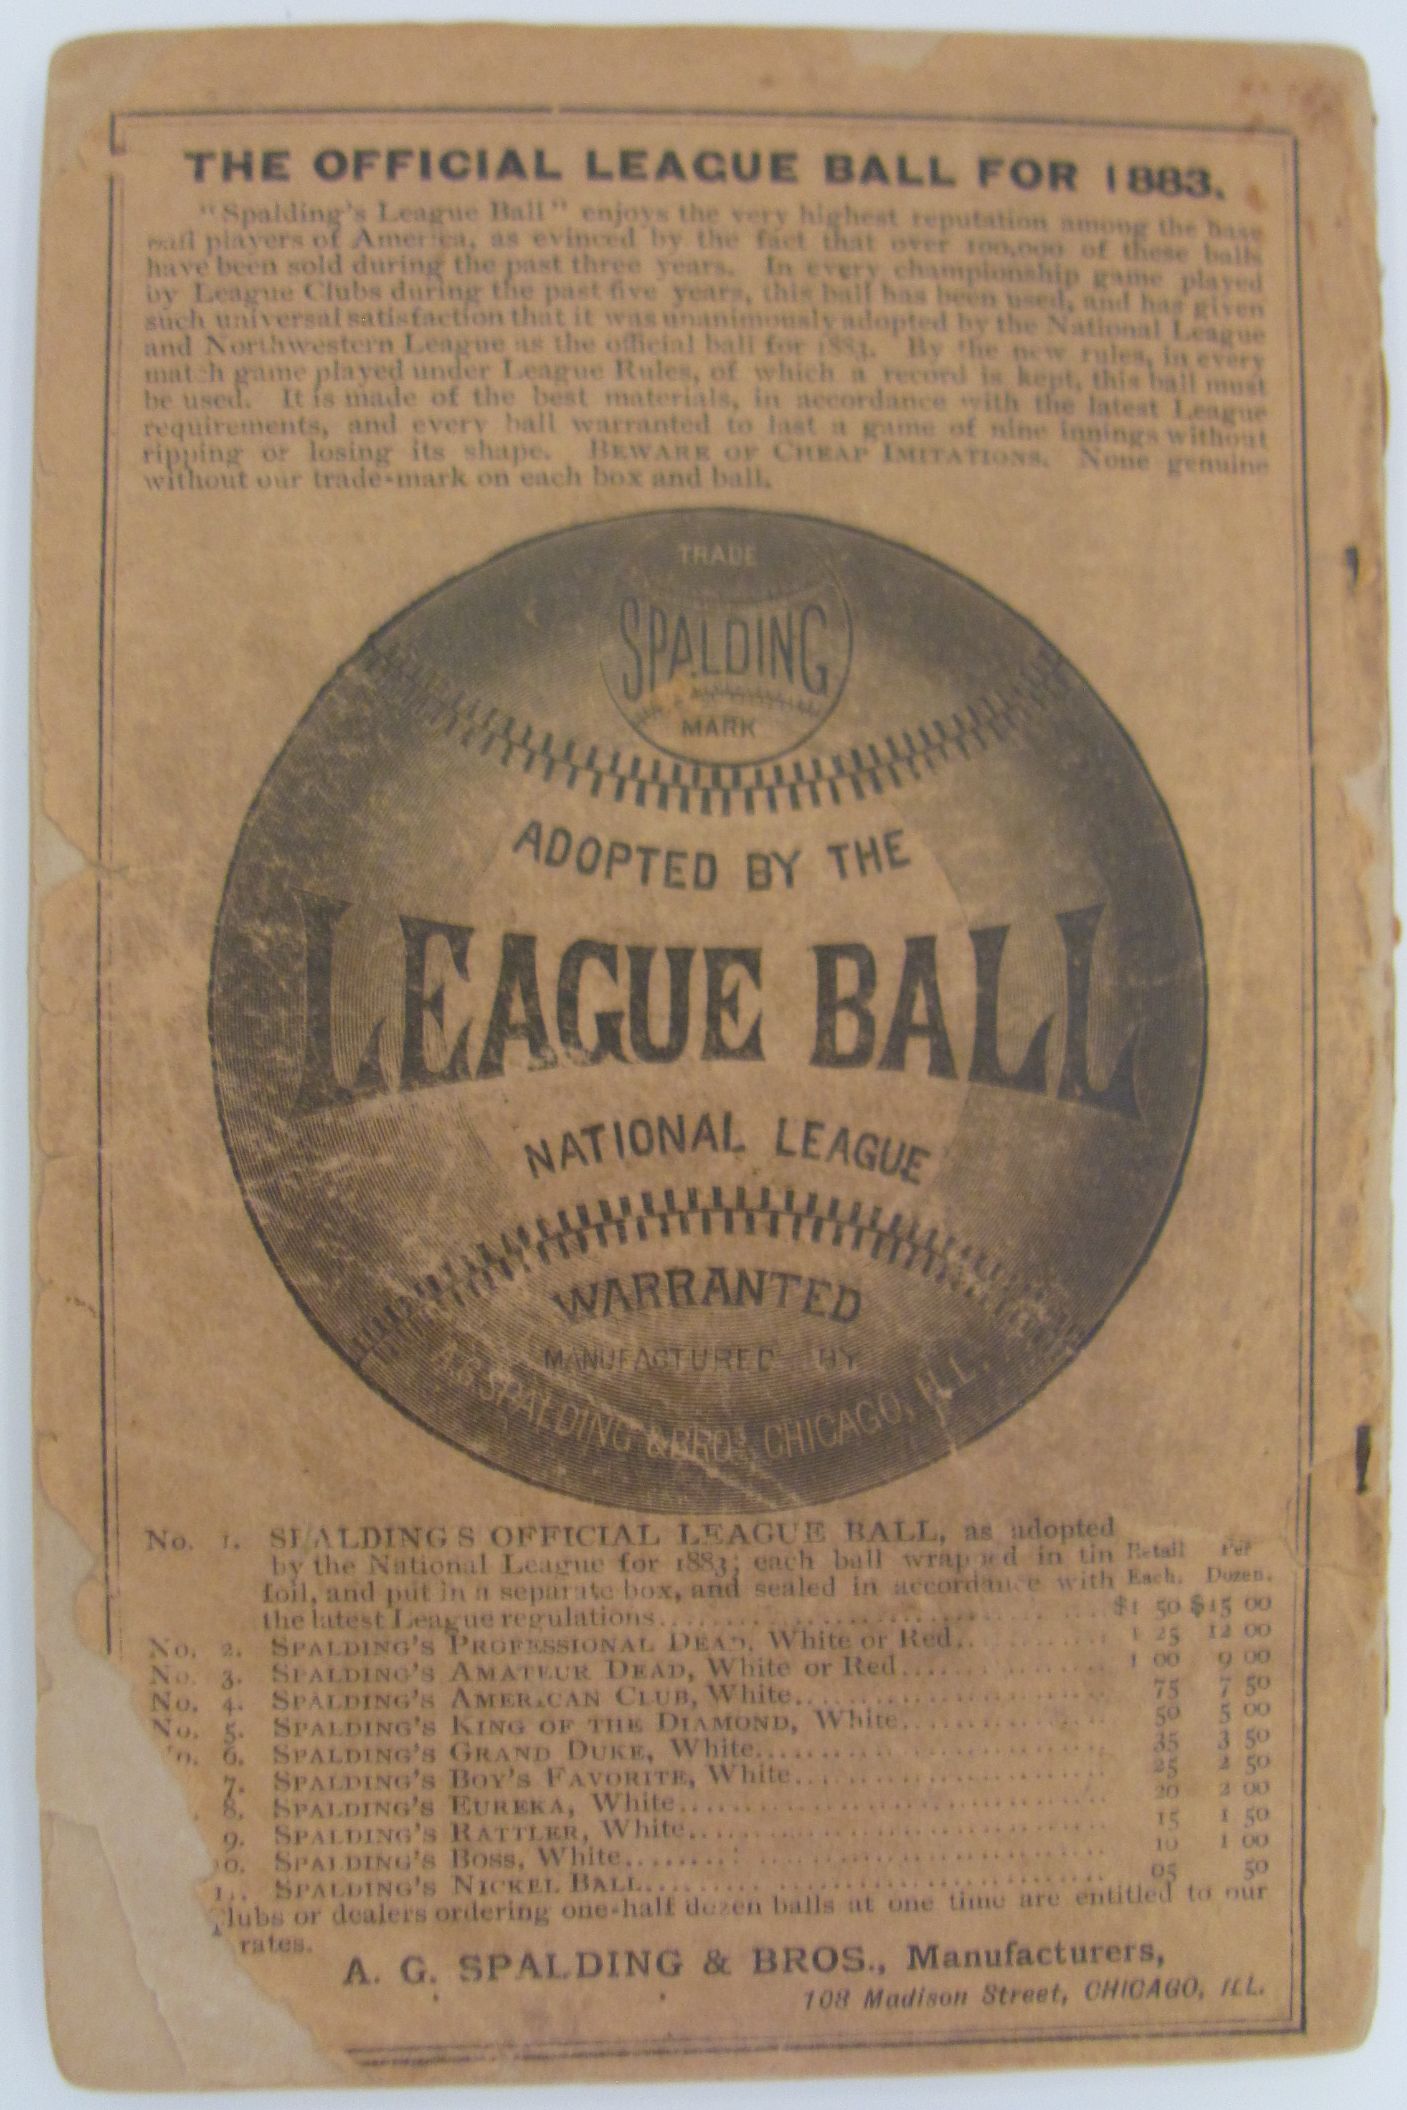 THE OFFICIAL LEAGUE BALL FOR 1883.
"Spalding's League Ball" enjoys the very highest reputation among the base
ball players of America, as evinced by the fact that over 100,000 of these balls
have been sold during the past three years. In every championship game played
by League Clubs during the past five years, this ball has been used, and has given
such universal satisfaction that it was unanimously adopted by the National League
and Northwestern League as the official ball for 1883. By the new rules, in every
match game played under League Rules, of which a record is kept, this ball must
be used. It is made of the best materials, in accordance with the latest League
requirements, and every ball warranted to last a game of nine innings without
ripping or losing its shape. BEWARE OF CHEAP IMITATIONS. None genuine
without our trade-mark on each box and ball.
TRADE
SPALDING
MARK
ADOPTED BY THE
LEAGUE BALL
NATIONAL LEAGUE
WARRANTED
MANUFACTURED BY
A.G. SPALDING & BROS. CHICAGO, ILL.
Retail Per
Each. Dozen.
No. 1. SPALDING'S OFFICIAL LEAGUE BALL, as adopted
by the National League for 1883; each ball wrapped in tin
foil, and put in a separate box, and sealed in accordance with
the latest League regulations.................... $1 50 $15 00
No. 2. SPALDING'S PROFESSIONAL DEAD, White or Red............ 1 25 12 00
No. 3. SPALDING'S AMATEUR DEAD, White or Red................ 1 00 9 00
No. 4. SPALDING'S AMERICAN CLUB, White...................... 75 7 50
No. 5. SPALDING'S KING OF THE DIAMOND, White................ 50 5 00
No. 6. SPALDING'S GRAND DUKE, White......................... 35 3 50
7. SPALDING'S BOY'S FAVORITE, White...................... 25 2 50
8. SPALDING'S EUREKA, White............................. 20 2 00
9. SPALDING'S RATTLER, White............................ 15 1 50
0. SPALDING'S BOSS, White............................... 10 1 00
1.. SPALDING'S NICKEL BALL.............................. 05 50
Clubs or dealers ordering one-half dozen balls at one time are entitled to our
rates.
A. G. SPALDING & BROS., Manufacturers,
108 Madison Street, CHICAGO, ILL.